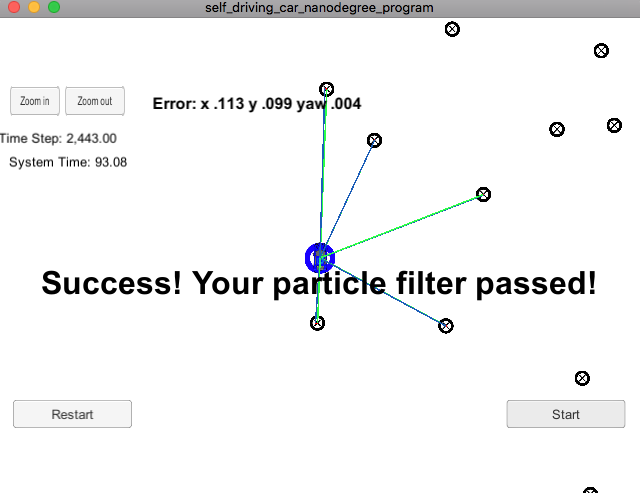 self_driving_car_nanodegree_program
Zoom in
Zoom out
Error: x .113 y .099 yaw .004
Time Step: 2,443.00
System Time: 93.08
Success! Your particle filter passed!
Restart
Start